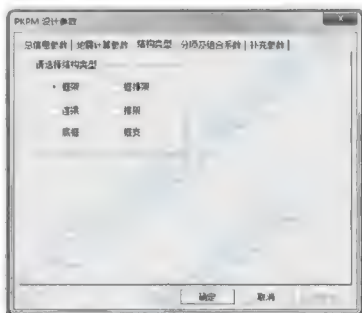 PKPM 设计参数
总信息参数 | 地震计算参数 结构类型 分项及组合系数 | 补充参数 |
请选择结构类型
框架 框排架
连梁 排架
底框 框支
确定 取消